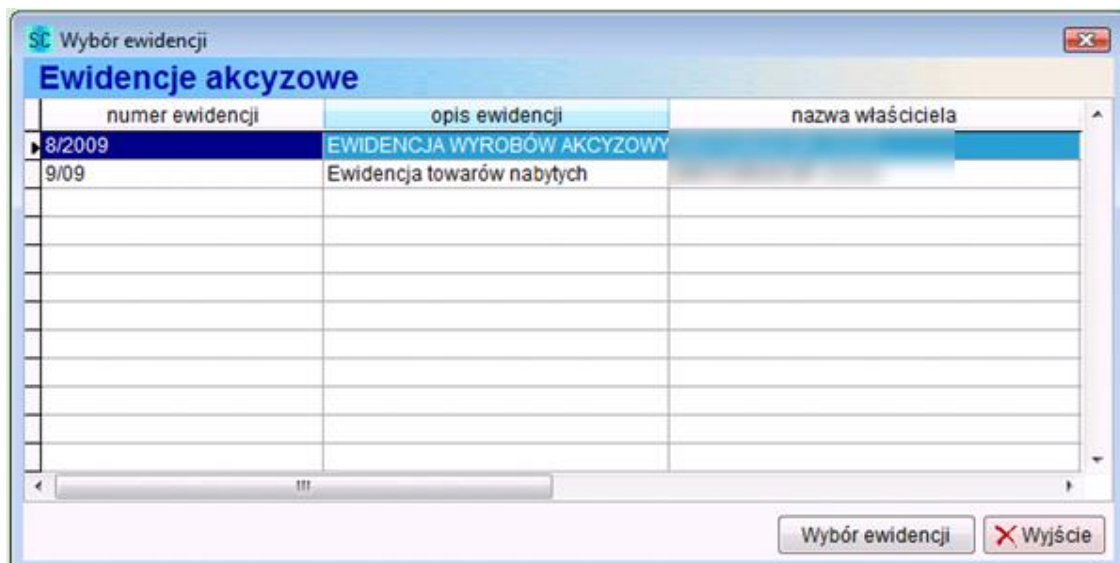 SC Wybór ewidencji
Ewidencje akcyzowe
numer ewidencji opis ewidencji nazwa właściciela
8/2009 EWIDENCJA WYROBÓW AKCYZOWY
9/09 Ewidencja towarów nabytych
Wybór ewidencji Wyjście